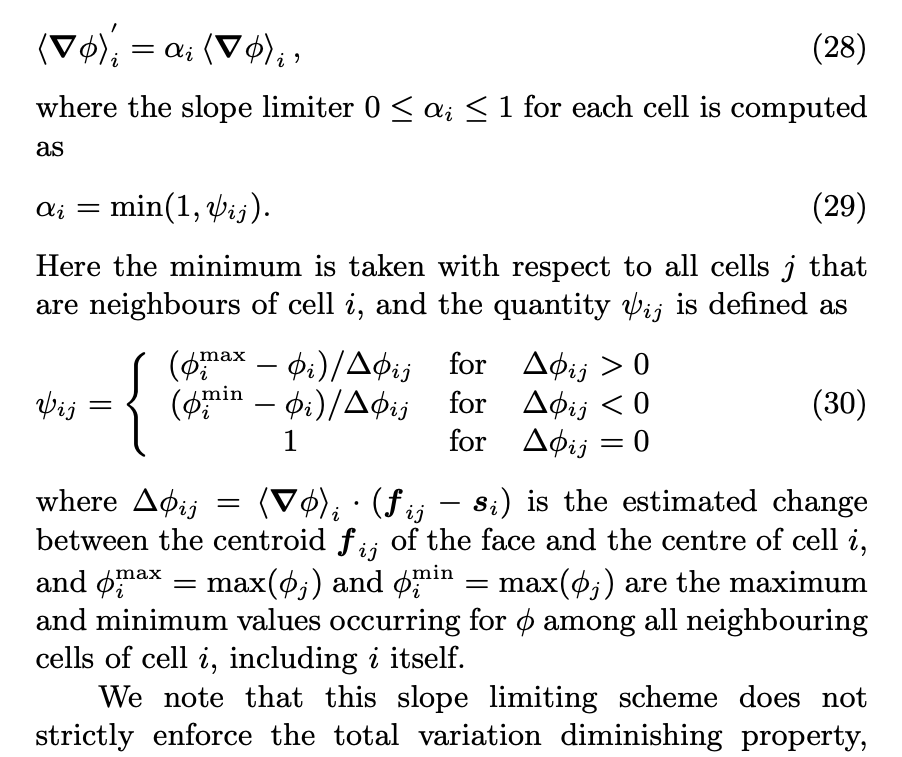 ⟨∇ϕ⟩′ᵢ = αᵢ ⟨∇ϕ⟩ᵢ , (28)
where the slope limiter 0 ≤ αᵢ ≤ 1 for each cell is computed
as
αᵢ = min(1, ψᵢⱼ). (29)
Here the minimum is taken with respect to all cells j that
are neighbours of cell i, and the quantity ψᵢⱼ is defined as
(ϕᵢᵐᵃˣ − ϕᵢ)/Δϕᵢⱼ for Δϕᵢⱼ > 0
ψᵢⱼ = { (ϕᵢᵐⁱⁿ − ϕᵢ)/Δϕᵢⱼ for Δϕᵢⱼ < 0 (30)
1 for Δϕᵢⱼ = 0
where Δϕᵢⱼ = ⟨∇ϕ⟩ᵢ · (fᵢⱼ − sᵢ) is the estimated change
between the centroid fᵢⱼ of the face and the centre of cell i,
and ϕᵢᵐᵃˣ = max(ϕⱼ) and ϕᵢᵐⁱⁿ = max(ϕⱼ) are the maximum
and minimum values occurring for ϕ among all neighbouring
cells of cell i, including i itself.
We note that this slope limiting scheme does not
strictly enforce the total variation diminishing property,